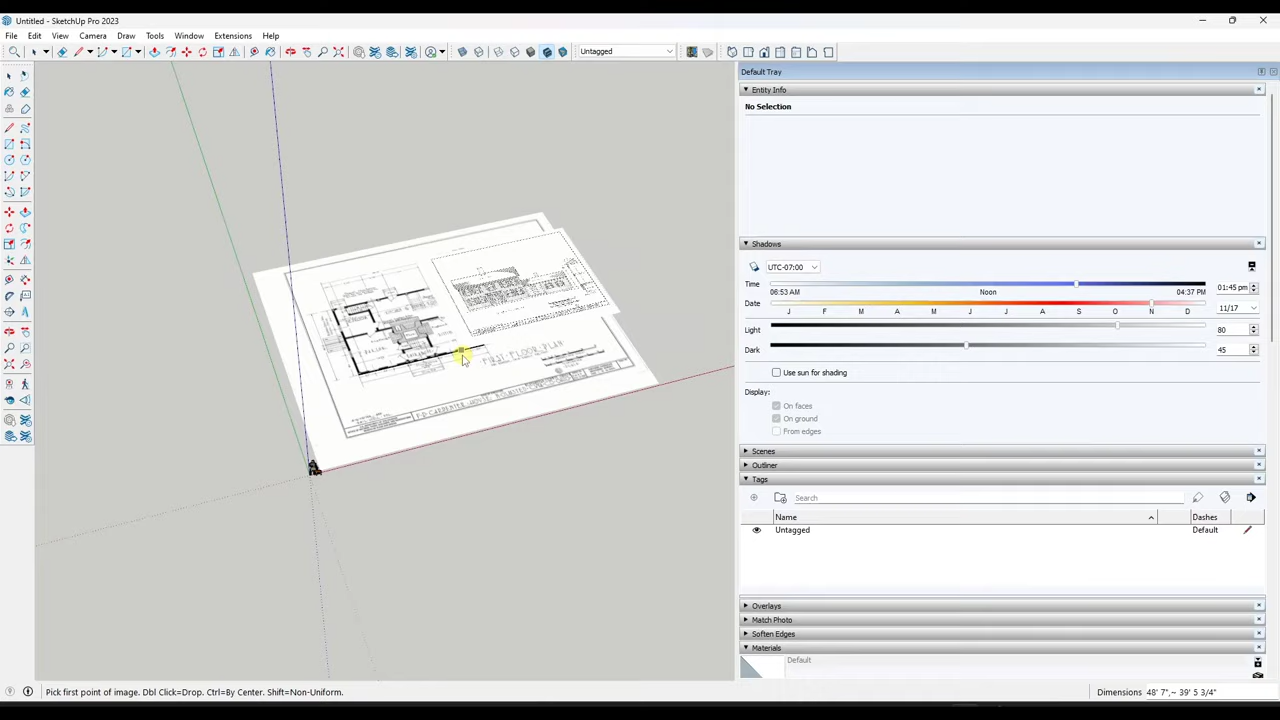 Untitled - SketchUp Pro 2023
File Edit View Camera Draw Tools Window Extensions Help
Untagged
Default Tray
Entity Info
No Selection
Shadows
UTC-07:00
Time
06:53 AM Noon 04:37 PM
01:45 pm
Date
J F M A M J J A S O N D
11/17
Light 80
Dark 45
Use sun for shading
Display:
On faces
On ground
From edges
Scenes
Outliner
Tags
Search
Name Dashes
Untagged Default
Overlays
Match Photo
Soften Edges
Materials
Default
FIRST FLOOR PLAN
Pick first point of image. Dbl Click=Drop. Ctrl=By Center. Shift=Non-Uniform.
Dimensions 48' 7",~ 39' 5 3/4"